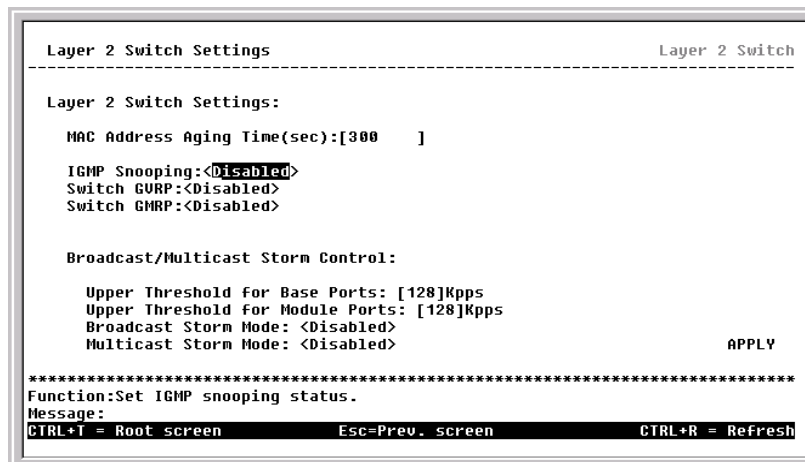 Layer 2 Switch Settings Layer 2 Switch
--------------------------------------------------------------------------------
Layer 2 Switch Settings:
MAC Address Aging Time(sec):[300 ]
IGMP Snooping:<Disabled>
Switch GVRP:<Disabled>
Switch GMRP:<Disabled>
Broadcast/Multicast Storm Control:
Upper Threshold for Base Ports: [128]Kpps
Upper Threshold for Module Ports: [128]Kpps
Broadcast Storm Mode: <Disabled>
Multicast Storm Mode: <Disabled> APPLY
********************************************************************************
Function:Set IGMP snooping status.
Message:
CTRL+T = Root screen Esc=Prev. screen CTRL+R = Refresh